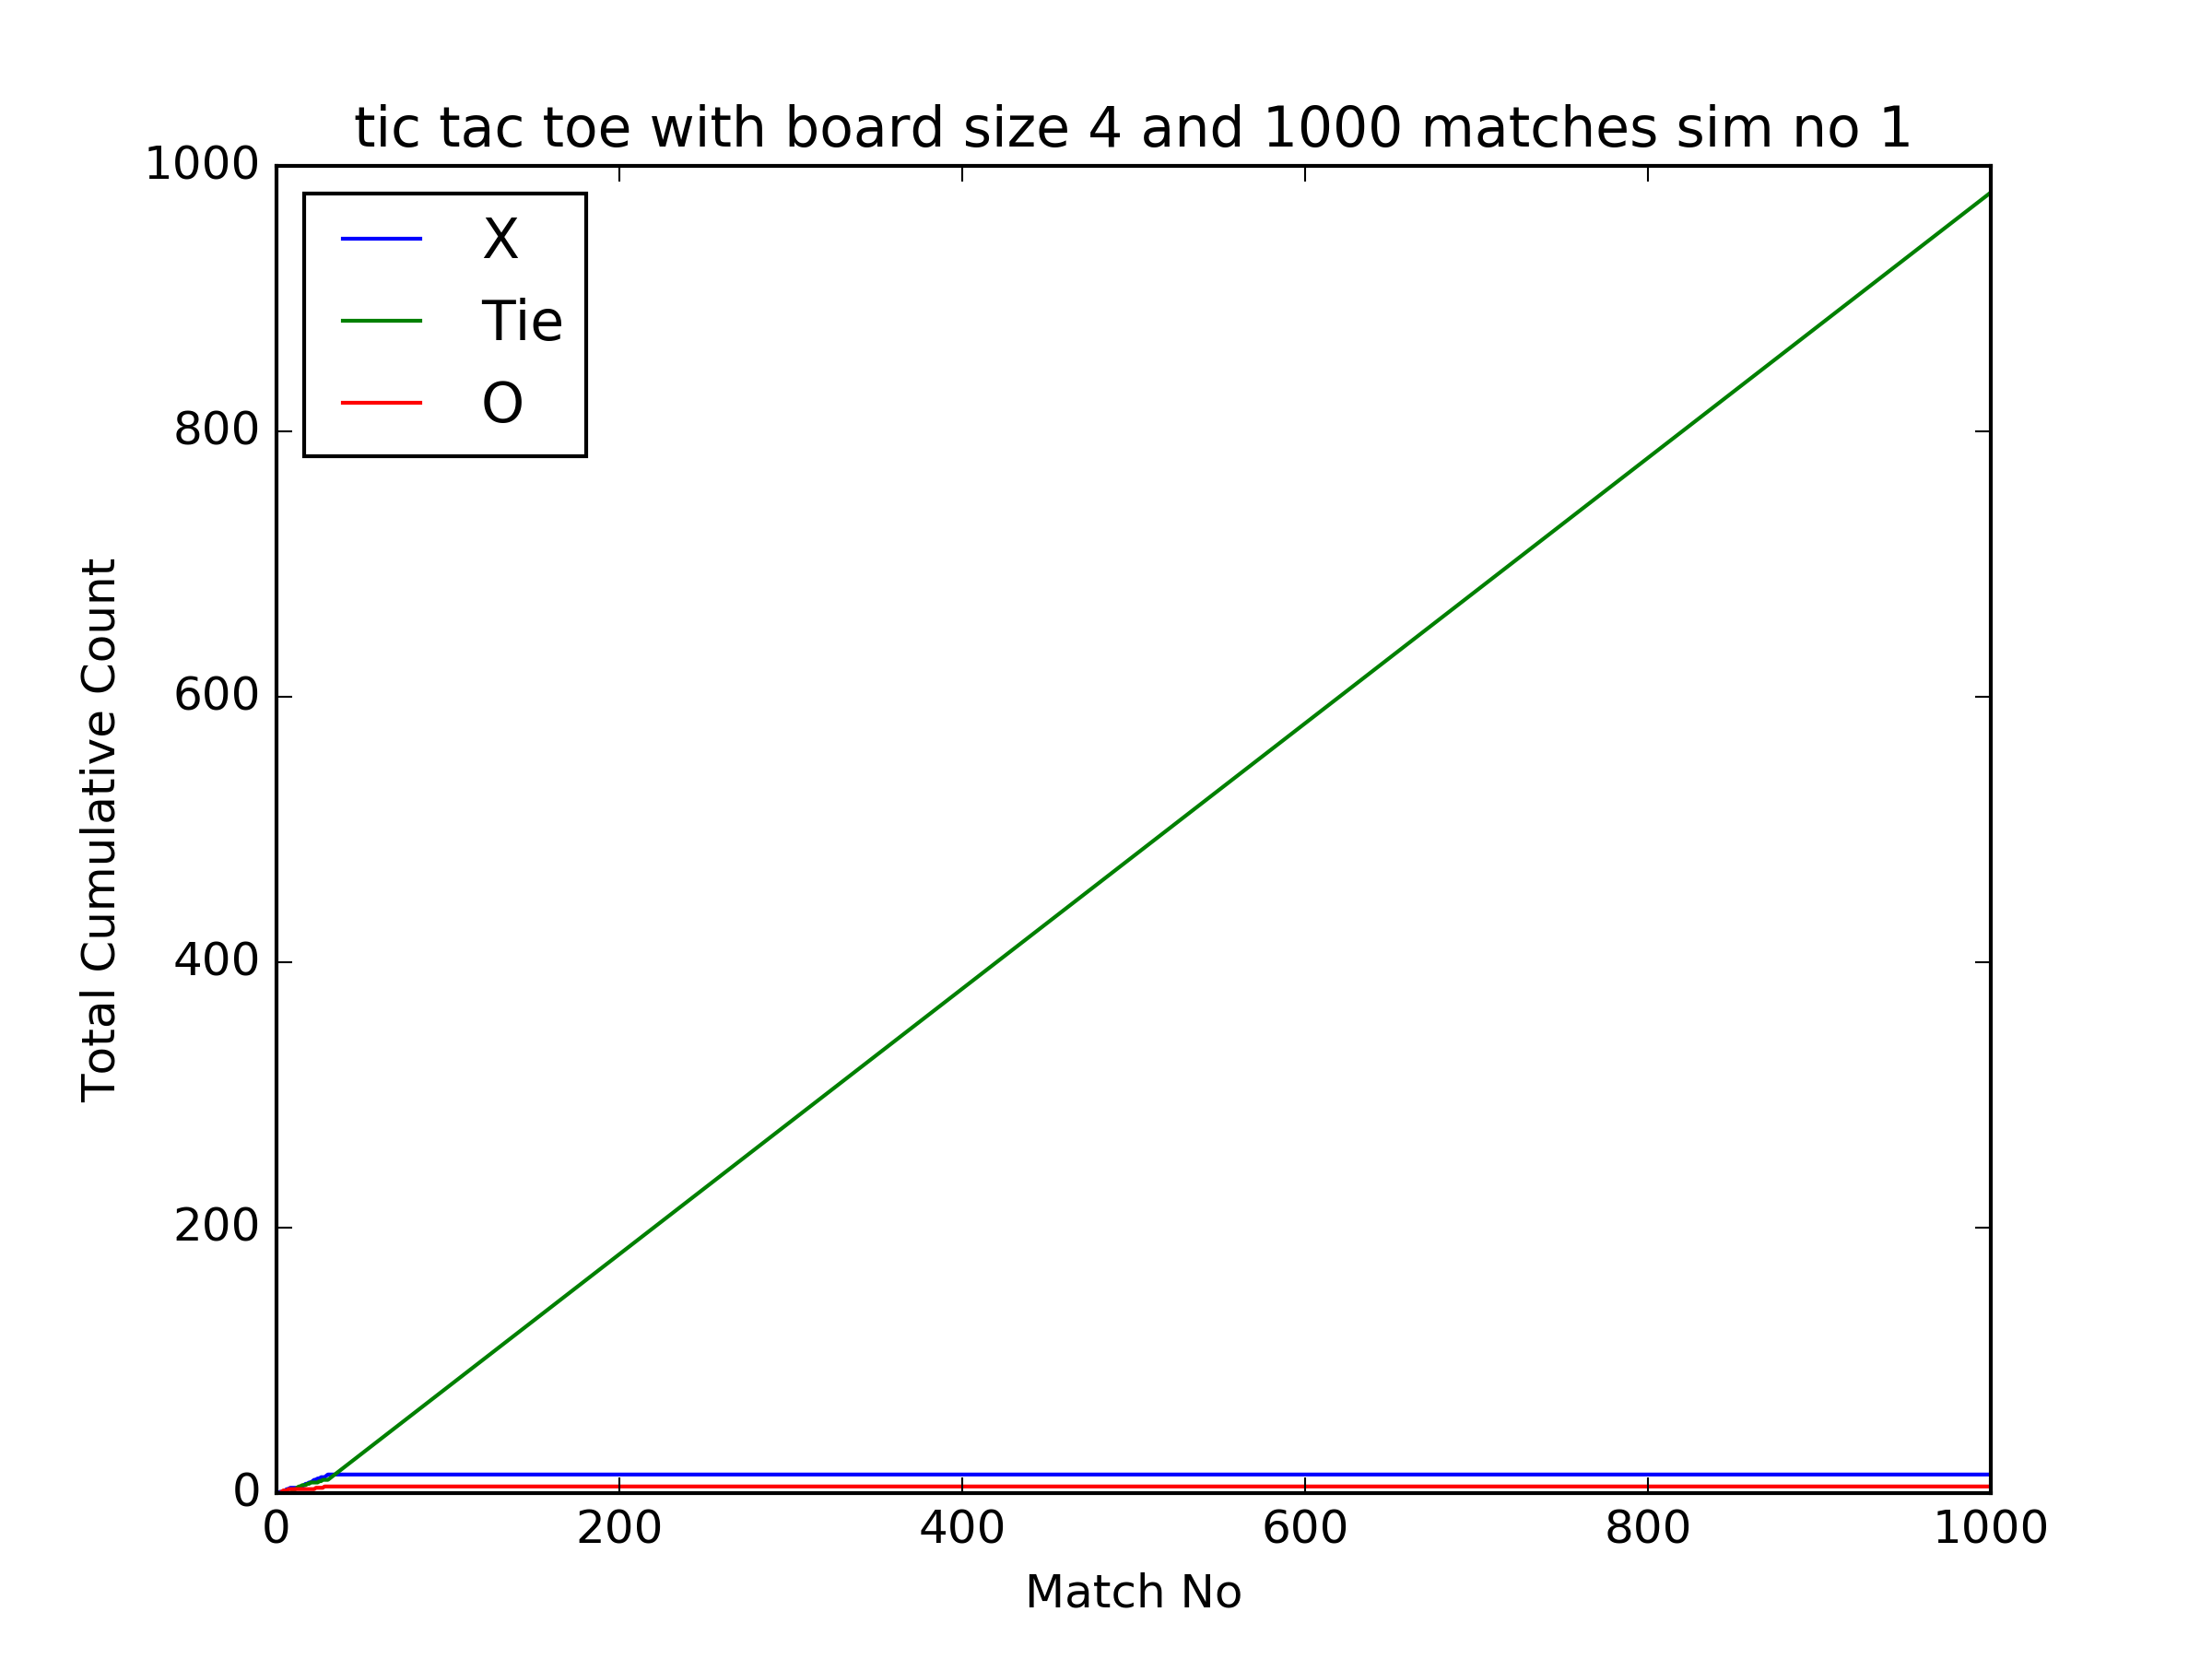 tic tac toe with board size 4 and 1000 matches sim no 1
X
Tie
O
Total Cumulative Count
1000
800
600
400
200
0
0 200 400 600 800 1000
Match No